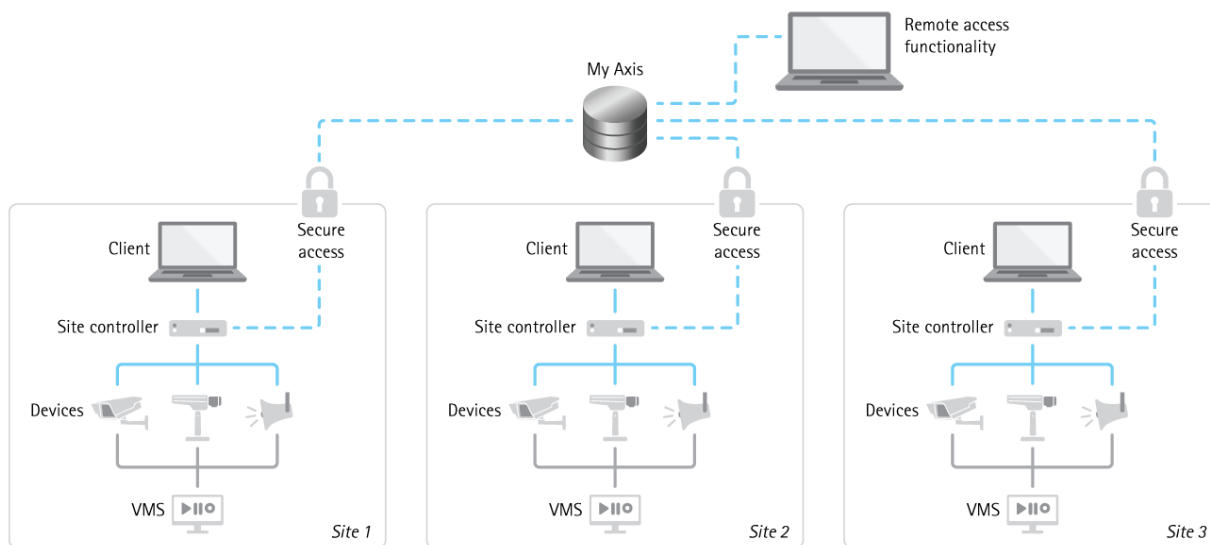 Remote access
functionality
My Axis
Client
Secure
access
Site controller
Devices
VMS
Site 1
Client
Secure
access
Site controller
Devices
VMS
Site 2
Client
Secure
access
Site controller
Devices
VMS
Site 3